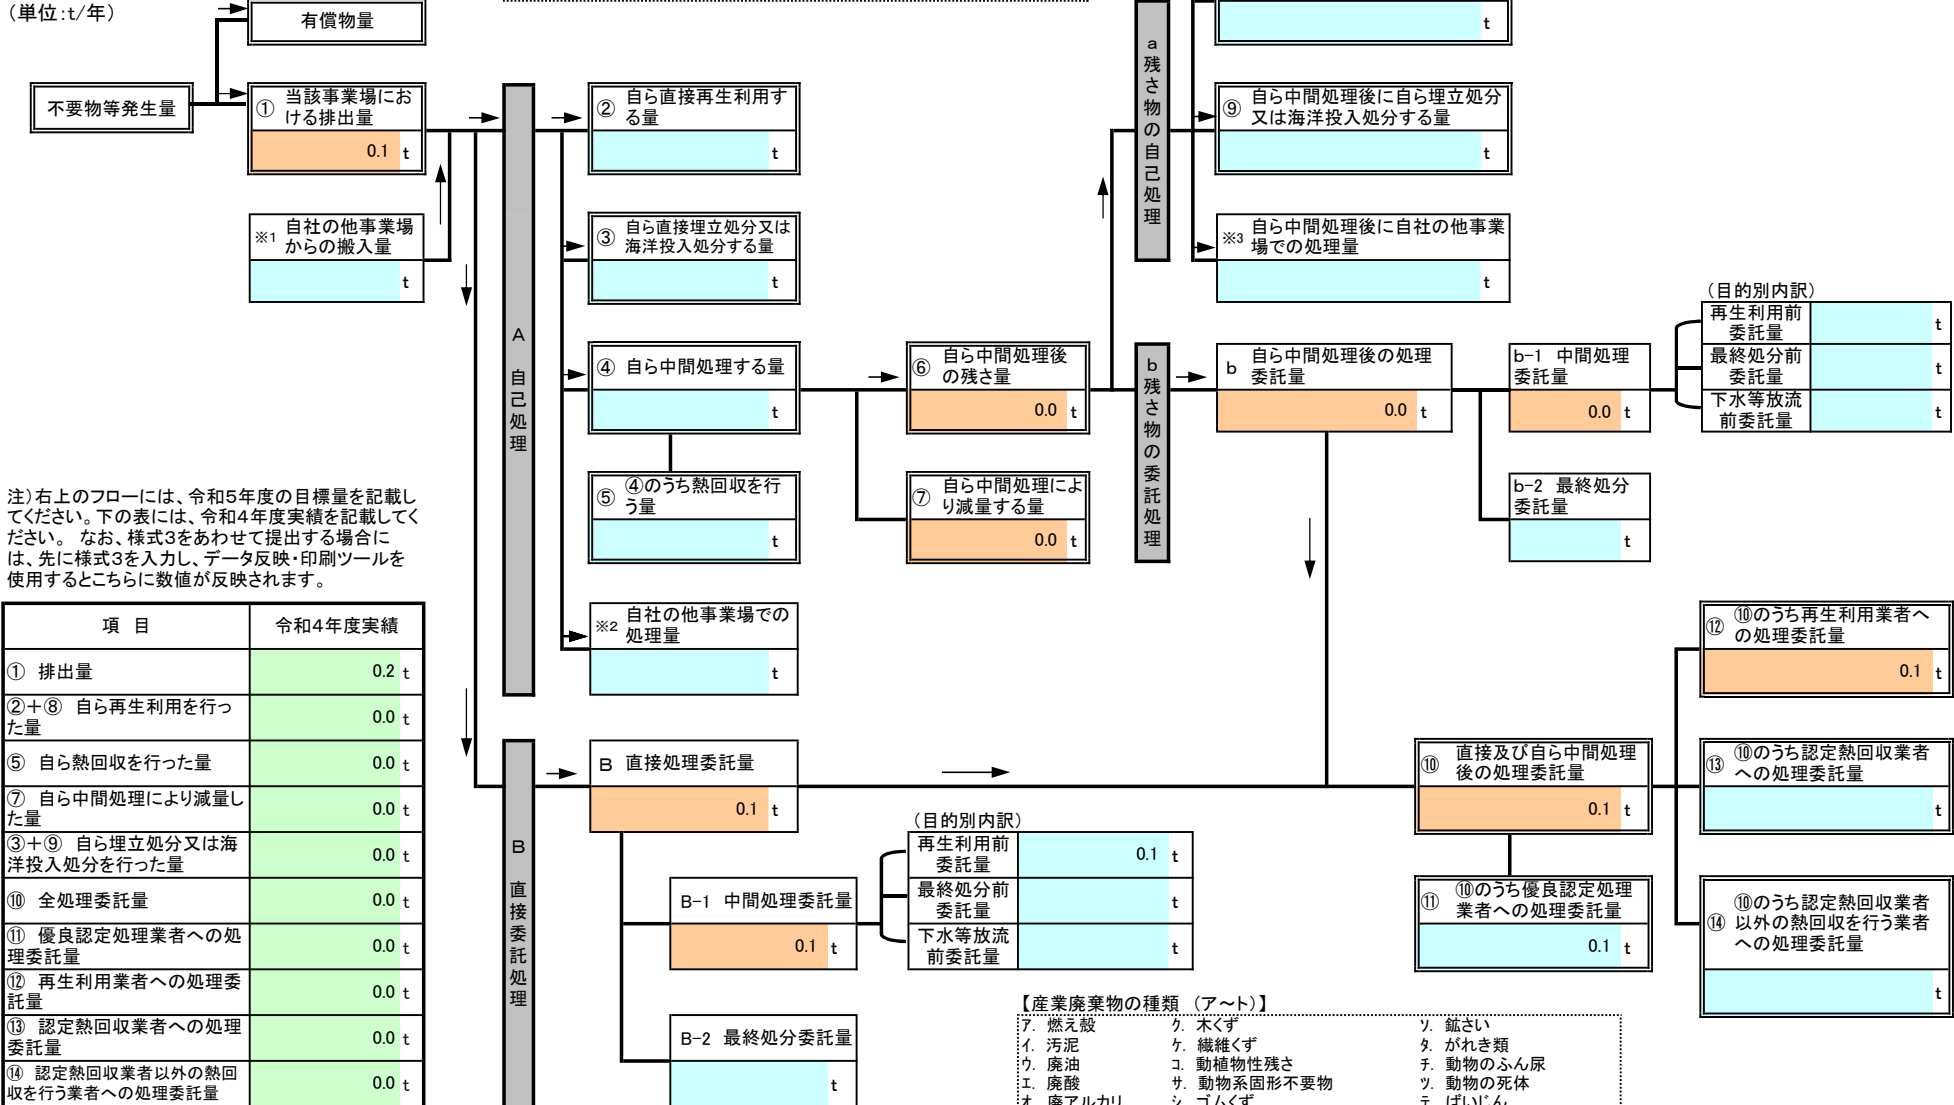 （単位:t/年）
有償物量
t
不要物等発生量
① 当該事業場にお
ける排出量
0.1 t
② 自ら直接再生利用す
る量
t
a残さ物の自己処理
⑨ 自ら中間処理後に自ら埋立処分
又は海洋投入処分する量
t
※1 自社の他事業場
からの搬入量
t
③ 自ら直接埋立処分又は
海洋投入処分する量
t
※3 自ら中間処理後に自社の他事業
場での処理量
t
A 自己処理
④ 自ら中間処理する量
t
⑥ 自ら中間処理後
の残さ量
0.0 t
b残さ物の委託処理
b 自ら中間処理後の処理
委託量
0.0 t
b-1 中間処理
委託量
0.0 t
（目的別内訳）
再生利用前
委託量
t
最終処分前
委託量
t
下水等放流
前委託量
t
⑤ ④のうち熱回収を行
う量
t
⑦ 自ら中間処理によ
り減量する量
0.0 t
b-2 最終処分
委託量
t
注）右上のフローには、令和5年度の目標量を記載し
てください。下の表には、令和4年度実績を記載してく
ださい。 なお、様式3をあわせて提出する場合に
は、先に様式3を入力し、データ反映・印刷ツールを
使用するとこちらに数値が反映されます。
※2 自社の他事業場での
処理量
t
項 目 令和4年度実績
① 排出量 0.2 t
②＋⑧ 自ら再生利用を行っ
た量
0.0 t
⑤ 自ら熱回収を行った量 0.0 t
⑦ 自ら中間処理により減量し
た量
0.0 t
③＋⑨ 自ら埋立処分又は海
洋投入処分を行った量
0.0 t
⑩ 全処理委託量 0.0 t
⑪ 優良認定処理業者への処
理委託量
0.0 t
⑫ 再生利用業者への処理委
託量
0.0 t
⑬ 認定熱回収業者への処理
委託量
0.0 t
⑭ 認定熱回収業者以外の熱回
収を行う業者への処理委託量
0.0 t
B 直接委託処理
B 直接処理委託量
0.1 t
（目的別内訳）
再生利用前
委託量
0.1 t
最終処分前
委託量
t
下水等放流
前委託量
t
B-1 中間処理委託量
0.1 t
B-2 最終処分委託量
t
⑩ 直接及び自ら中間処理
後の処理委託量
0.1 t
⑪ ⑩のうち優良認定処理
業者への処理委託量
0.1 t
⑫ ⑩のうち再生利用業者へ
の処理委託量
0.1 t
⑬ ⑩のうち認定熱回収業者
への処理委託量
t
⑭ ⑩のうち認定熱回収業者
以外の熱回収を行う業者
への処理委託量
t
【産業廃棄物の種類 （ア～ト）】
ア. 燃え殻 ク. 木くず ソ. 鉱さい
イ. 汚泥 ケ. 繊維くず タ. がれき類
ウ. 廃油 コ. 動植物性残さ チ. 動物のふん尿
エ. 廃酸 サ. 動物系固形不要物 ツ. 動物の死体
オ. 廃アルカリ シ. ゴムくず テ. ばいじん